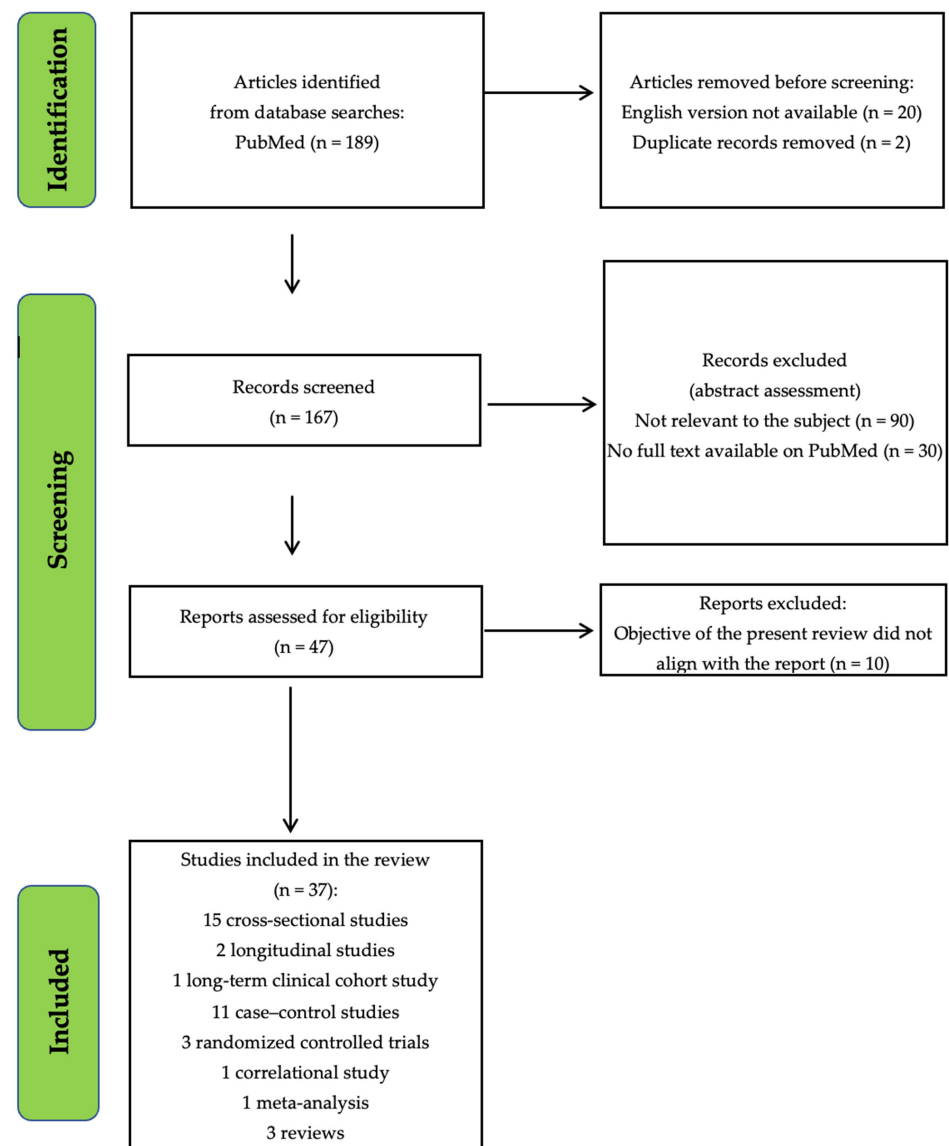 Identification
Articles identified
from database searches:
PubMed (n = 189)
Articles removed before screening:
English version not available (n = 20)
Duplicate records removed (n = 2)
Screening
Records screened
(n = 167)
Records excluded
(abstract assessment)
Not relevant to the subject (n = 90)
No full text available on PubMed (n = 30)
Reports assessed for eligibility
(n = 47)
Reports excluded:
Objective of the present review did not
align with the report (n = 10)
Included
Studies included in the review
(n = 37):
15 cross-sectional studies
2 longitudinal studies
1 long-term clinical cohort study
11 case–control studies
3 randomized controlled trials
1 correlational study
1 meta-analysis
3 reviews